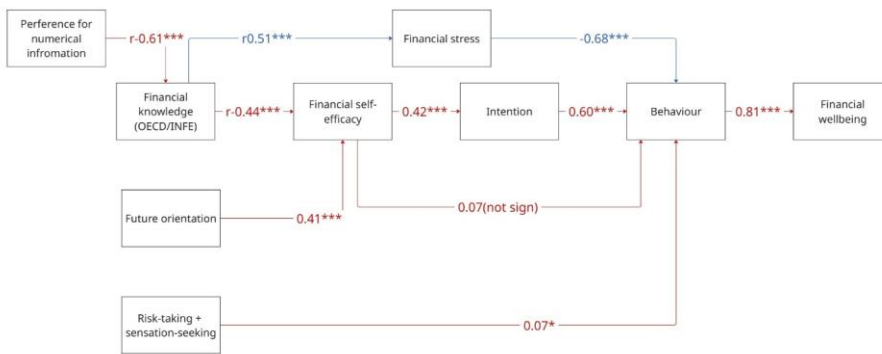 Perference for
numerical
infromation
r-0.61***
r0.51***
Financial stress
-0.68***
Financial
knowledge
(OECD/INFE)
r-0.44***
Financial self-
efficacy
0.42***
Intention
0.60***
Behaviour
0.81***
Financial
wellbeing
Future orientation
0.41***
0.07(not sign)
Risk-taking +
sensation-seeking
0.07*